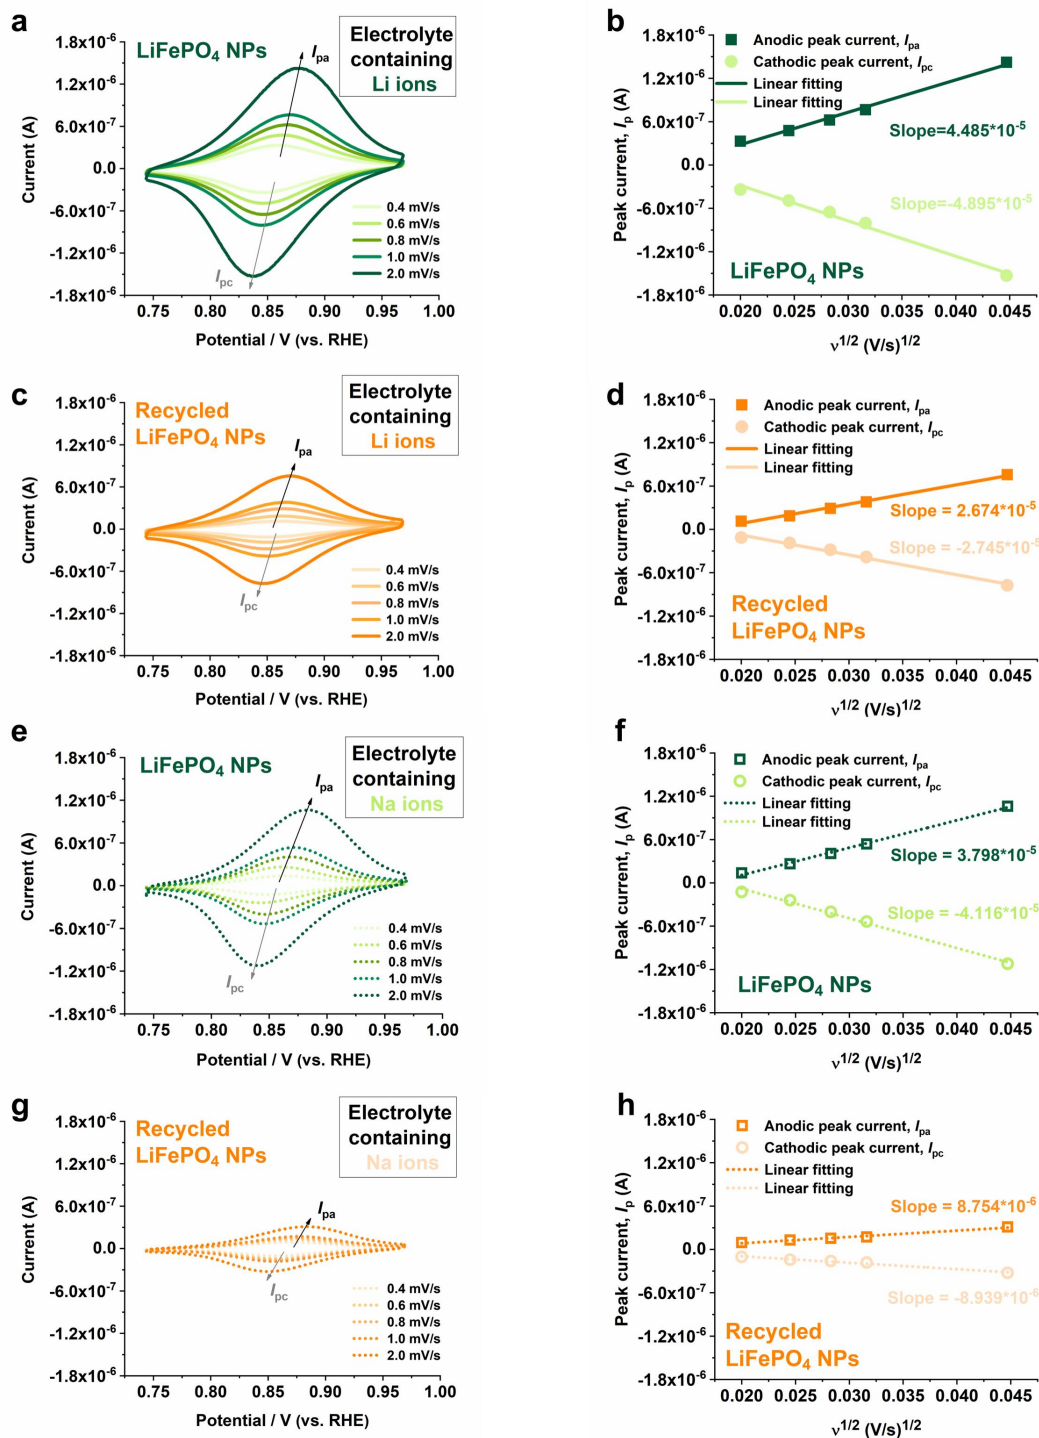 a
LiFePO₄ NPs
Electrolyte
containing
Li ions
Ipa
Ipc
1.8x10⁻⁶
1.2x10⁻⁶
6.0x10⁻⁷
0.0
-6.0x10⁻⁷
-1.2x10⁻⁶
-1.8x10⁻⁶
Current (A)
0.4 mV/s
0.6 mV/s
0.8 mV/s
1.0 mV/s
2.0 mV/s
0.75 0.80 0.85 0.90 0.95 1.00
Potential / V (vs. RHE)
b
Anodic peak current, Ipa
Cathodic peak current, Ipc
Linear fitting
Linear fitting
1.8x10⁻⁶
1.2x10⁻⁶
6.0x10⁻⁷
0.0
-6.0x10⁻⁷
-1.2x10⁻⁶
-1.8x10⁻⁶
Peak current, Ip (A)
Slope=4.485*10⁻⁵
Slope=-4.895*10⁻⁵
LiFePO₄ NPs
0.020 0.025 0.030 0.035 0.040 0.045
ν¹/² (V/s)¹/²
c
Recycled
LiFePO₄ NPs
Electrolyte
containing
Li ions
Ipa
Ipc
1.8x10⁻⁶
1.2x10⁻⁶
6.0x10⁻⁷
0.0
-6.0x10⁻⁷
-1.2x10⁻⁶
-1.8x10⁻⁶
Current (A)
0.4 mV/s
0.6 mV/s
0.8 mV/s
1.0 mV/s
2.0 mV/s
0.75 0.80 0.85 0.90 0.95 1.00
Potential / V (vs. RHE)
d
Anodic peak current, Ipa
Cathodic peak current, Ipc
Linear fitting
Linear fitting
1.8x10⁻⁶
1.2x10⁻⁶
6.0x10⁻⁷
0.0
-6.0x10⁻⁷
-1.2x10⁻⁶
-1.8x10⁻⁶
Peak current, Ip (A)
Slope = 2.674*10⁻⁵
Slope = -2.745*10⁻⁵
Recycled
LiFePO₄ NPs
0.020 0.025 0.030 0.035 0.040 0.045
ν¹/² (V/s)¹/²
e
LiFePO₄ NPs
Electrolyte
containing
Na ions
Ipa
Ipc
1.8x10⁻⁶
1.2x10⁻⁶
6.0x10⁻⁷
0.0
-6.0x10⁻⁷
-1.2x10⁻⁶
-1.8x10⁻⁶
Current (A)
0.4 mV/s
0.6 mV/s
0.8 mV/s
1.0 mV/s
2.0 mV/s
0.75 0.80 0.85 0.90 0.95 1.00
Potential / V (vs. RHE)
f
Anodic peak current, Ipa
Cathodic peak current, Ipc
Linear fitting
Linear fitting
1.8x10⁻⁶
1.2x10⁻⁶
6.0x10⁻⁷
0.0
-6.0x10⁻⁷
-1.2x10⁻⁶
-1.8x10⁻⁶
Peak current, Ip (A)
Slope = 3.798*10⁻⁵
Slope = -4.116*10⁻⁵
LiFePO₄ NPs
0.020 0.025 0.030 0.035 0.040 0.045
ν¹/² (V/s)¹/²
g
Recycled
LiFePO₄ NPs
Electrolyte
containing
Na ions
Ipa
Ipc
1.8x10⁻⁶
1.2x10⁻⁶
6.0x10⁻⁷
0.0
-6.0x10⁻⁷
-1.2x10⁻⁶
-1.8x10⁻⁶
Current (A)
0.4 mV/s
0.6 mV/s
0.8 mV/s
1.0 mV/s
2.0 mV/s
0.75 0.80 0.85 0.90 0.95 1.00
Potential / V (vs. RHE)
h
Anodic peak current, Ipa
Cathodic peak current, Ipc
Linear fitting
Linear fitting
1.8x10⁻⁶
1.2x10⁻⁶
6.0x10⁻⁷
0.0
-6.0x10⁻⁷
-1.2x10⁻⁶
-1.8x10⁻⁶
Peak current, Ip (A)
Slope = 8.754*10⁻⁶
Slope = -8.939*10⁻⁶
Recycled
LiFePO₄ NPs
0.020 0.025 0.030 0.035 0.040 0.045
ν¹/² (V/s)¹/²